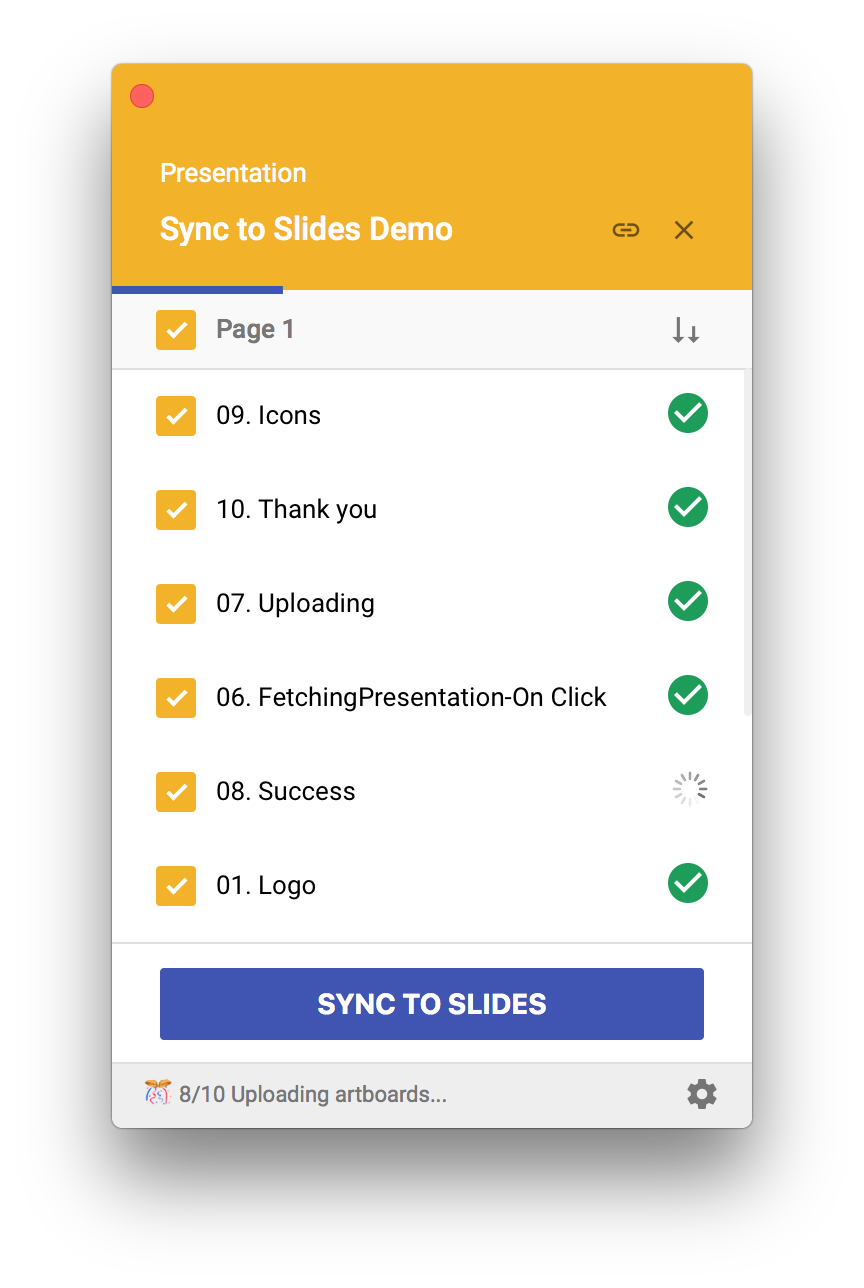 Presentation
Sync to Slides Demo
Page 1
09. Icons
10. Thank you
07. Uploading
06. FetchingPresentation-On Click
08. Success
01. Logo
SYNC TO SLIDES
8/10 Uploading artboards...